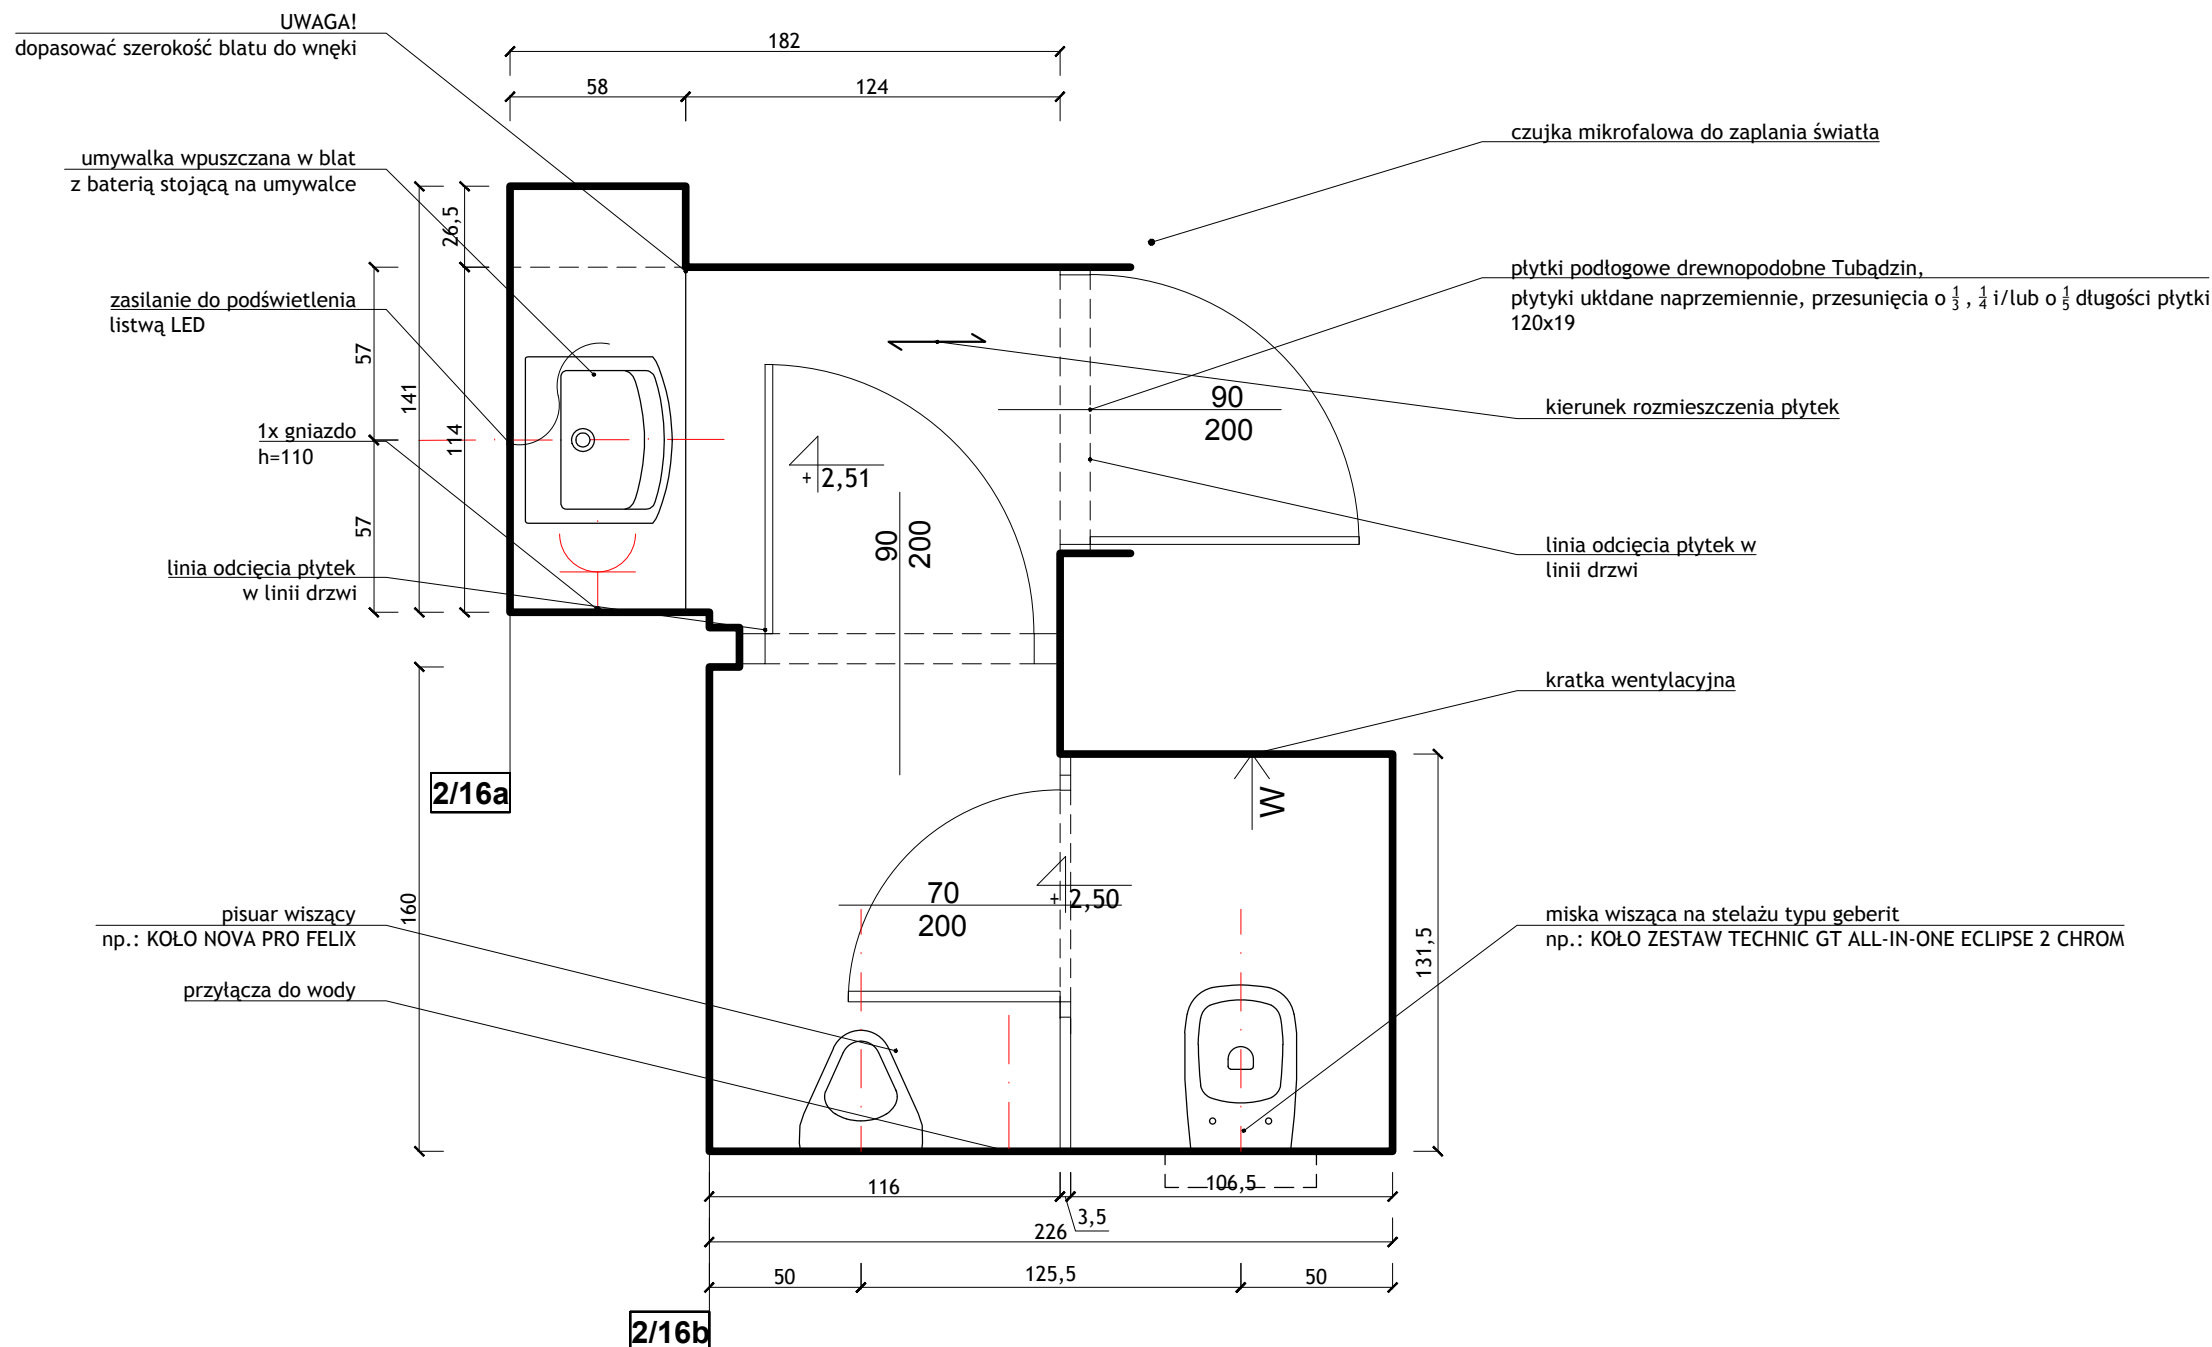 UWAGA!
dopasować szerokość blatu do wnęki
182
58
124
czujka mikrofalowa do zaplania światła
umywalka wpuszczana w blat
z baterią stojącą na umywalce
26,5
płytki podłogowe drewnopodobne Tubądzin,
płytyki ukłdane naprzemiennie, przesunięcia o 1/3 , 1/4 i/lub o 1/5 długości płytki
120x19
zasilanie do podświetlenia
listwą LED
57
141
114
57
90
200
kierunek rozmieszczenia płytek
1x gniazdo
h=110
+ 2,51
90
200
linia odcięcia płytek w
linii drzwi
linia odcięcia płytek
w linii drzwi
kratka wentylacyjna
2/16a
W
160
70
200
+ 2,50
131,5
pisuar wiszący
np.: KOŁO NOVA PRO FELIX
miska wisząca na stelażu typu geberit
np.: KOŁO ZESTAW TECHNIC GT ALL-IN-ONE ECLIPSE 2 CHROM
przyłącza do wody
116
106,5
3,5
226
50
125,5
50
2/16b